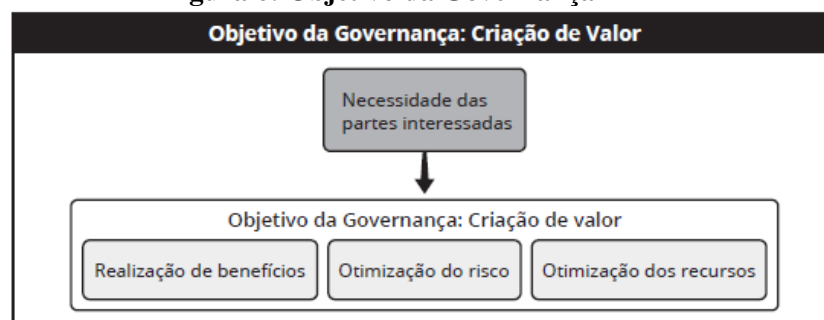 Objetivo da Governança: Criação de Valor
Necessidade das
partes interessadas
Objetivo da Governança: Criação de valor
Realização de benefícios
Otimização do risco
Otimização dos recursos